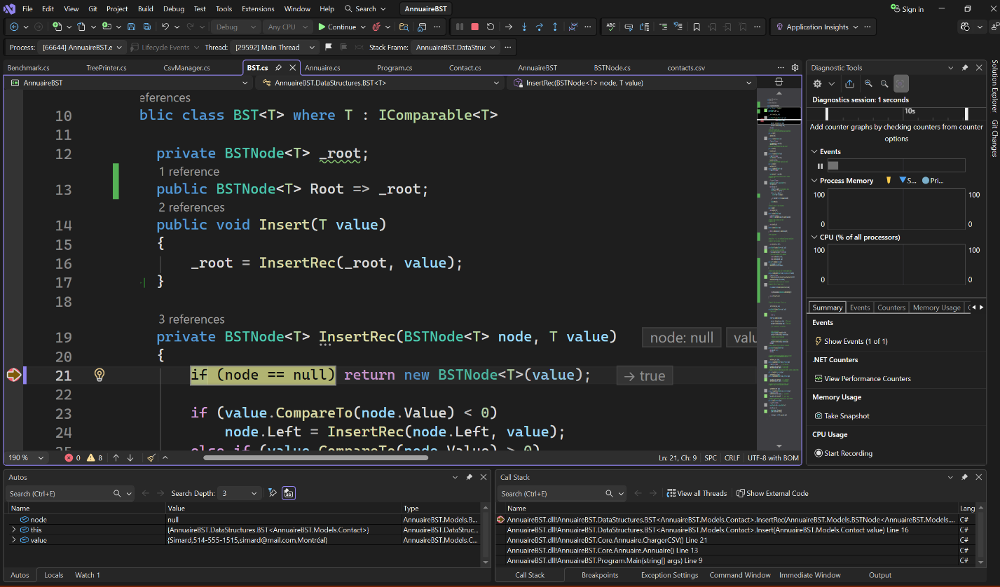 File Edit View Git Project Build Debug Test Tools Extensions Window Help Search AnnuaireBST Sign in
Debug Any CPU Continue Application Insights
Process: [66644] AnnuaireBST.e Lifecycle Events Thread: [29592] Main Thread Stack Frame: AnnuaireBST.DataStruc
Benchmark.cs TreePrinter.cs CsvManager.cs BST.cs Annuaire.cs Program.cs Contact.cs AnnuaireBST BSTNode.cs contacts.csv
AnnuaireBST AnnuaireBST.DataStructures.BST<T> InsertRec(BSTNode<T> node, T value)
eferences
10 blic class BST<T> where T : IComparable<T>
11
12 private BSTNode<T> _root;
1 reference
13 public BSTNode<T> Root => _root;
2 references
14 public void Insert(T value)
15 {
16 _root = InsertRec(_root, value);
17 }
18
3 references
19 private BSTNode<T> InsertRec(BSTNode<T> node, T value) node: null valu
20 {
21 if (node == null) return new BSTNode<T>(value); → true
22
23 if (value.CompareTo(node.Value) < 0)
24 node.Left = InsertRec(node.Left, value);
25 else if (value.CompareTo(node.Value) > 0)
190 % 0 8 Ln: 21, Ch: 9 SPC CRLF UTF-8 with BOM
Diagnostic Tools
Diagnostics session: 1 seconds
10s
Add counter graphs by checking counters from counter
options
Events
Process Memory S... Pri...
100 100
0 0
CPU (% of all processors)
100 100
0 0
Summary Events Counters Memory Usage
Events
Show Events (1 of 1)
.NET Counters
View Performance Counters
Memory Usage
Take Snapshot
CPU Usage
Start Recording
Solution Explorer
Git Changes
Autos
Search (Ctrl+E) Search Depth: 3
Name Value Type
node null AnnuaireBST.Models.B...
this {AnnuaireBST.DataStructures.BST<AnnuaireBST.Models.Contact>} AnnuaireBST.DataStruc...
value {Simard,514-555-1515,simard@mail.com,Montréal} AnnuaireBST.Models.C...
Autos Locals Watch 1
Call Stack
Search (Ctrl+E) View all Threads Show External Code
Name Lang
AnnuaireBST.dll!AnnuaireBST.DataStructures.BST<AnnuaireBST.Models.Contact>.InsertRec(AnnuaireBST.Models.BSTNode<AnnuaireBST.Models.... C#
AnnuaireBST.dll!AnnuaireBST.DataStructures.BST<AnnuaireBST.Models.Contact>.Insert(AnnuaireBST.Models.Contact value) Line 16 C#
AnnuaireBST.dll!AnnuaireBST.Core.Annuaire.ChargerCSV() Line 21 C#
AnnuaireBST.dll!AnnuaireBST.Core.Annuaire.Annuaire() Line 13 C#
AnnuaireBST.dll!AnnuaireBST.Program.Main(string[] args) Line 9 C#
Call Stack Breakpoints Exception Settings Command Window Immediate Window Output